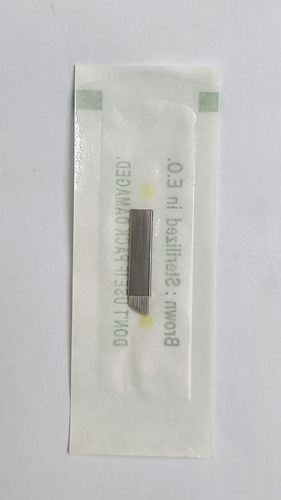 DON'T USE IF PACK DAMAGED.
Brown : Sterilized in E.O.